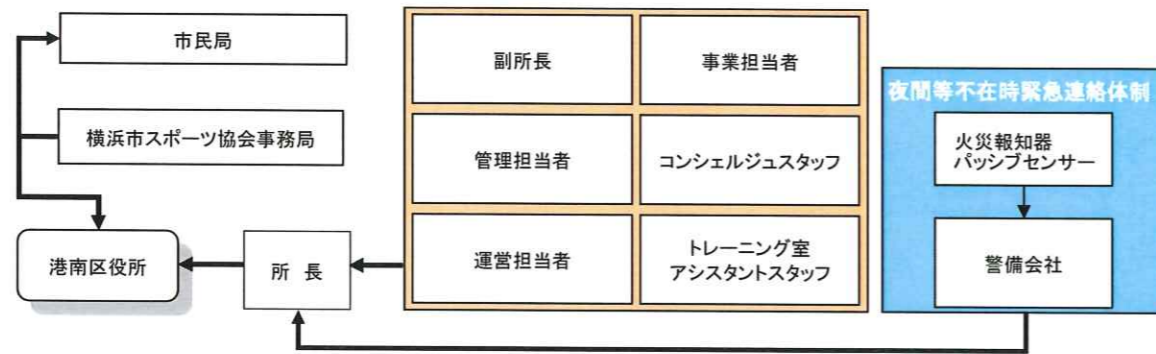 市民局
横浜市スポーツ協会事務局
港南区役所
所 長
副所長
事業担当者
管理担当者
コンシェルジュスタッフ
運営担当者
トレーニング室
アシスタントスタッフ
夜間等不在時緊急連絡体制
火災報知器
パッシブセンサー
警備会社